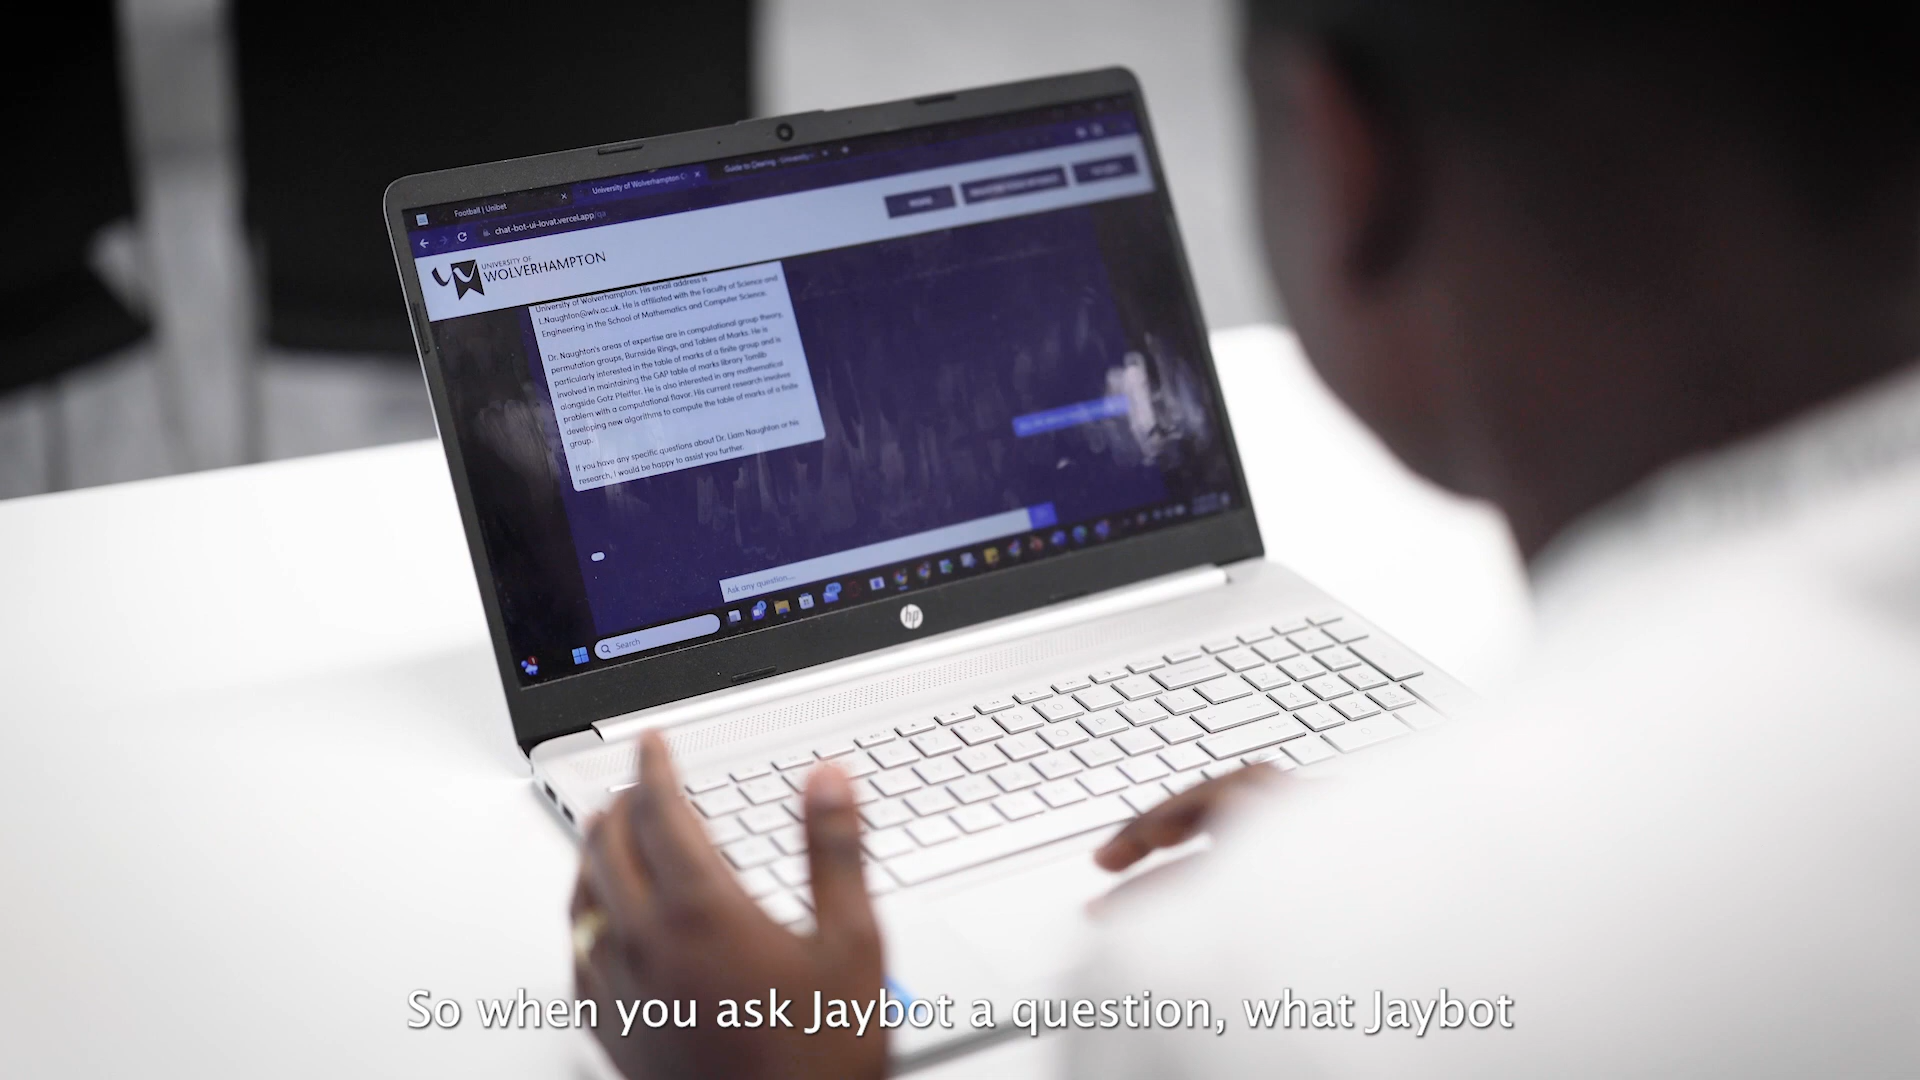 Football | Unibet
University of Wolverhampton C
Guide to Clearing - University
chat-bot-ui-lovat.vercel.app/qa
UNIVERSITY OF
WOLVERHAMPTON
University of Wolverhampton. His email address is
L.Naughton@wlv.ac.uk. He is affiliated with the Faculty of Science and
Engineering in the School of Mathematics and Computer Science.
Dr. Naughton's areas of expertise are in computational group theory,
permutation groups, Burnside Rings, and Tables of Marks. He is
particularly interested in the table of marks of a finite group and is
involved in maintaining the GAP table of marks library Tomlib
alongside Gotz Pfeiffer. He is also interested in any mathematical
problem with a computational flavor. His current research involves
developing new algorithms to compute the table of marks of a finite
group.
If you have any specific questions about Dr. Liam Naughton or his
research, I would be happy to assist you further.
Ask any question...
Search
hp
So when you ask Jaybot a question, what Jaybot